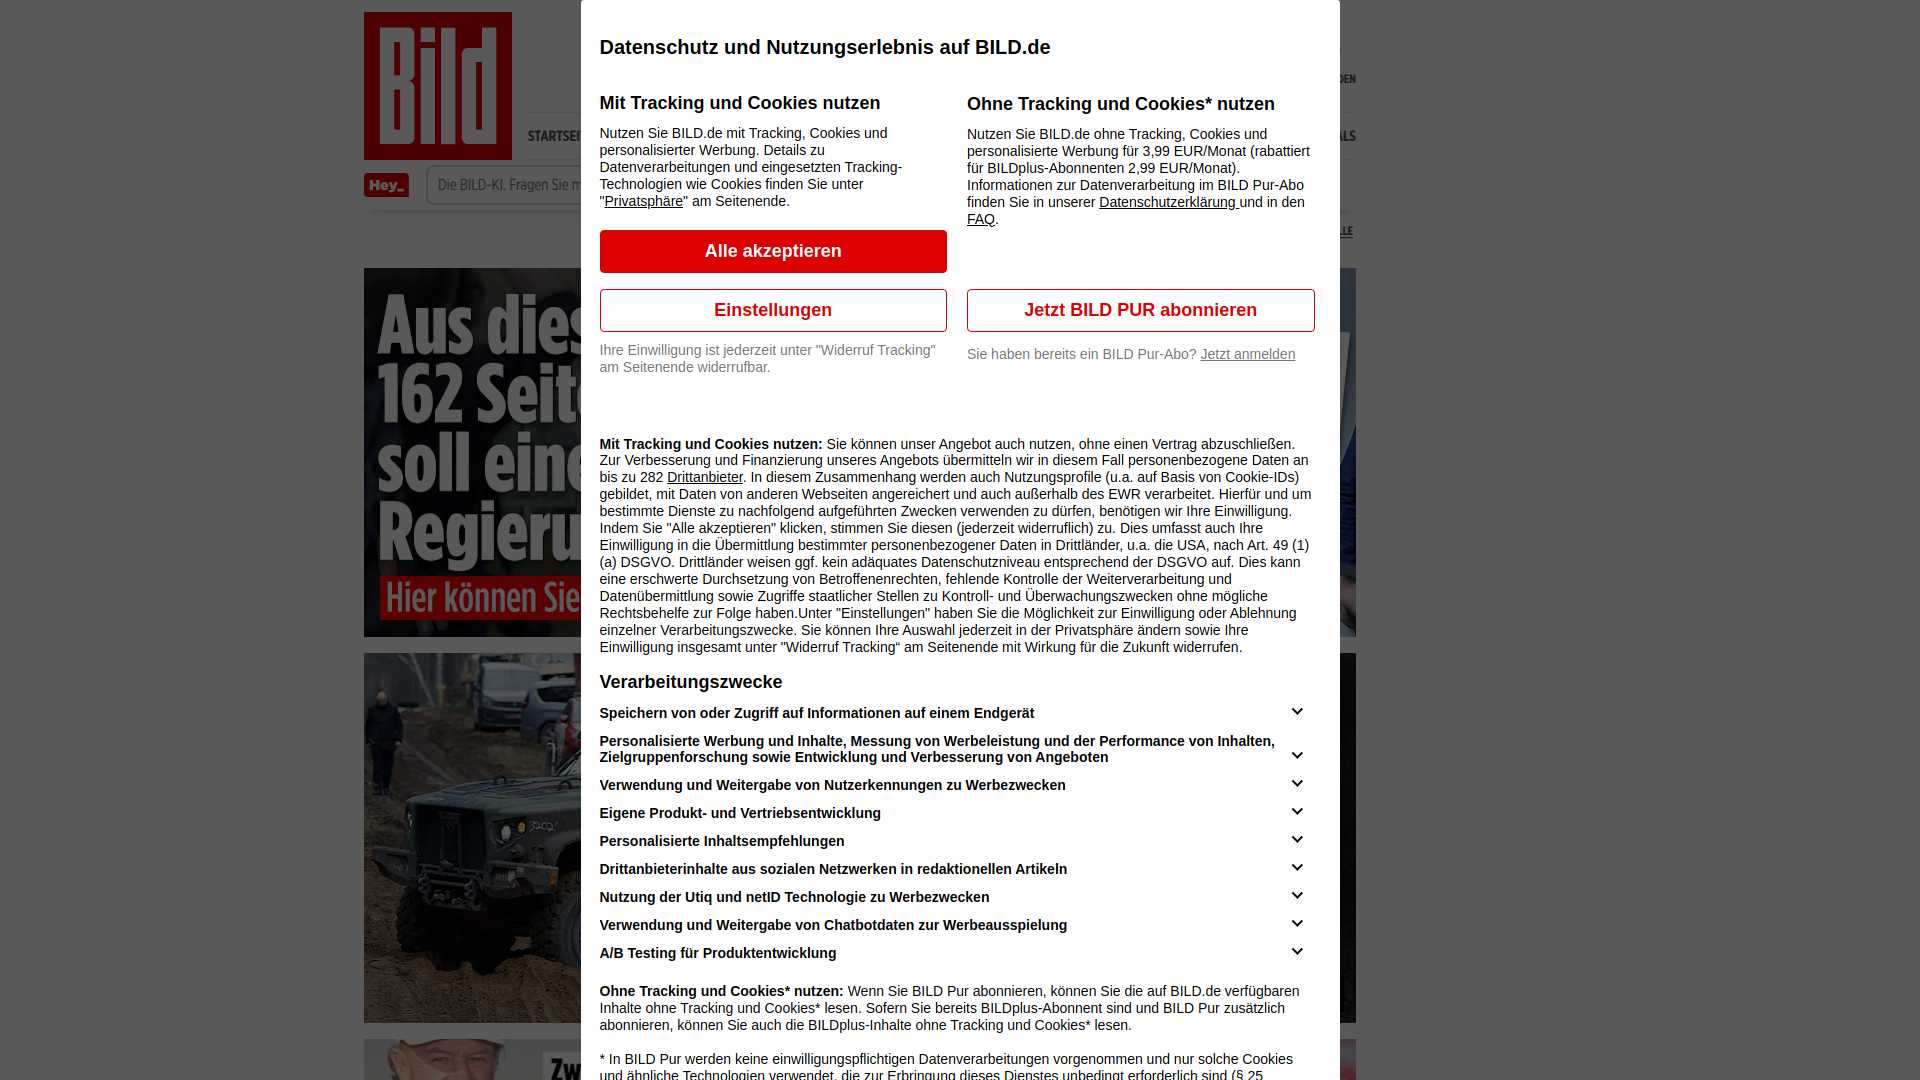 Bild
Datenschutz und Nutzungserlebnis auf BILD.de
Mit Tracking und Cookies nutzen
Nutzen Sie BILD.de mit Tracking, Cookies und
personalisierter Werbung. Details zu
Datenverarbeitungen und eingesetzten Tracking-
Technologien wie Cookies finden Sie unter
"Privatsphäre" am Seitenende.
Alle akzeptieren
Einstellungen
Ihre Einwilligung ist jederzeit unter "Widerruf Tracking"
am Seitenende widerrufbar.
Ohne Tracking und Cookies* nutzen
Nutzen Sie BILD.de ohne Tracking, Cookies und
personalisierte Werbung für 3,99 EUR/Monat (rabattiert
für BILDplus-Abonnenten 2,99 EUR/Monat).
Informationen zur Datenverarbeitung im BILD Pur-Abo
finden Sie in unserer Datenschutzerklärung und in den
FAQ.
Jetzt BILD PUR abonnieren
Sie haben bereits ein BILD Pur-Abo? Jetzt anmelden
Mit Tracking und Cookies nutzen: Sie können unser Angebot auch nutzen, ohne einen Vertrag abzuschließen.
Zur Verbesserung und Finanzierung unseres Angebots übermitteln wir in diesem Fall personenbezogene Daten an
bis zu 282 Drittanbieter. In diesem Zusammenhang werden auch Nutzungsprofile (u.a. auf Basis von Cookie-IDs)
gebildet, mit Daten von anderen Webseiten angereichert und auch außerhalb des EWR verarbeitet. Hierfür und um
bestimmte Dienste zu nachfolgend aufgeführten Zwecken verwenden zu dürfen, benötigen wir Ihre Einwilligung.
Indem Sie "Alle akzeptieren" klicken, stimmen Sie diesen (jederzeit widerruflich) zu. Dies umfasst auch Ihre
Einwilligung in die Übermittlung bestimmter personenbezogener Daten in Drittländer, u.a. die USA, nach Art. 49 (1)
(a) DSGVO. Drittländer weisen ggf. kein adäquates Datenschutzniveau entsprechend der DSGVO auf. Dies kann
eine erschwerte Durchsetzung von Betroffenenrechten, fehlende Kontrolle der Weiterverarbeitung und
Datenübermittlung sowie Zugriffe staatlicher Stellen zu Kontroll- und Überwachungszwecken ohne mögliche
Rechtsbehelfe zur Folge haben.Unter "Einstellungen" haben Sie die Möglichkeit zur Einwilligung oder Ablehnung
einzelner Verarbeitungszwecke. Sie können Ihre Auswahl jederzeit in der Privatsphäre ändern sowie Ihre
Einwilligung insgesamt unter "Widerruf Tracking“ am Seitenende mit Wirkung für die Zukunft widerrufen.
Verarbeitungszwecke
Speichern von oder Zugriff auf Informationen auf einem Endgerät
Personalisierte Werbung und Inhalte, Messung von Werbeleistung und der Performance von Inhalten,
Zielgruppenforschung sowie Entwicklung und Verbesserung von Angeboten
Verwendung und Weitergabe von Nutzerkennungen zu Werbezwecken
Eigene Produkt- und Vertriebsentwicklung
Personalisierte Inhaltsempfehlungen
Drittanbieterinhalte aus sozialen Netzwerken in redaktionellen Artikeln
Nutzung der Utiq und netID Technologie zu Werbezwecken
Verwendung und Weitergabe von Chatbotdaten zur Werbeausspielung
A/B Testing für Produktentwicklung
Ohne Tracking und Cookies* nutzen: Wenn Sie BILD Pur abonnieren, können Sie die auf BILD.de verfügbaren
Inhalte ohne Tracking und Cookies* lesen. Sofern Sie bereits BILDplus-Abonnent sind und BILD Pur zusätzlich
abonnieren, können Sie auch die BILDplus-Inhalte ohne Tracking und Cookies* lesen.
* In BILD Pur werden keine einwilligungspflichtigen Datenverarbeitungen vorgenommen und nur solche Cookies
und ähnliche Technologien verwendet, die zur Erbringung dieses Dienstes unbedingt erforderlich sind (§ 25
STARTSEI
ALS
DEN
Hey_
Die BILD-KI. Fragen Sie m
LLE
Aus dies
162 Seite
soll eine
Regieru
Hier können Sie
Zw